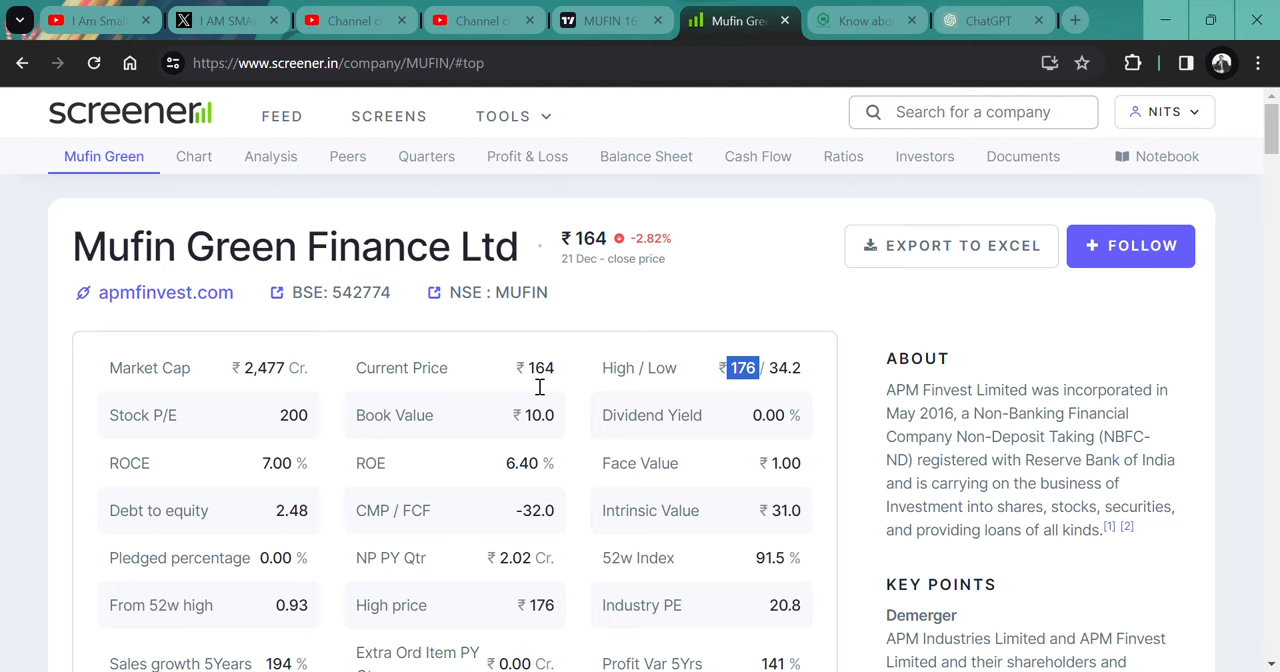 I Am Small
I AM SMA
Channel c
Channel c
MUFIN 16
Mufin Gre
Know abo
ChatGPT
https://www.screener.in/company/MUFIN/#top
screener
FEED
SCREENS
TOOLS
Search for a company
NITS
Mufin Green
Chart
Analysis
Peers
Quarters
Profit & Loss
Balance Sheet
Cash Flow
Ratios
Investors
Documents
Notebook
Mufin Green Finance Ltd
₹ 164 -2.82%
21 Dec - close price
EXPORT TO EXCEL
+ FOLLOW
apmfinvest.com
BSE: 542774
NSE : MUFIN
Market Cap ₹ 2,477 Cr.
Current Price ₹ 164
High / Low ₹ 176 / 34.2
Stock P/E 200
Book Value ₹ 10.0
Dividend Yield 0.00 %
ROCE 7.00 %
ROE 6.40 %
Face Value ₹ 1.00
Debt to equity 2.48
CMP / FCF -32.0
Intrinsic Value ₹ 31.0
Pledged percentage 0.00 %
NP PY Qtr ₹ 2.02 Cr.
52w Index 91.5 %
From 52w high 0.93
High price ₹ 176
Industry PE 20.8
Sales growth 5Years 194 %
Extra Ord Item PY
₹ 0.00 Cr.
Profit Var 5Yrs 141 %
ABOUT
APM Finvest Limited was incorporated in
May 2016, a Non-Banking Financial
Company Non-Deposit Taking (NBFC-
ND) registered with Reserve Bank of India
and is carrying on the business of
Investment into shares, stocks, securities,
and providing loans of all kinds.[1] [2]
KEY POINTS
Demerger
APM Industries Limited and APM Finvest
Limited and their shareholders and